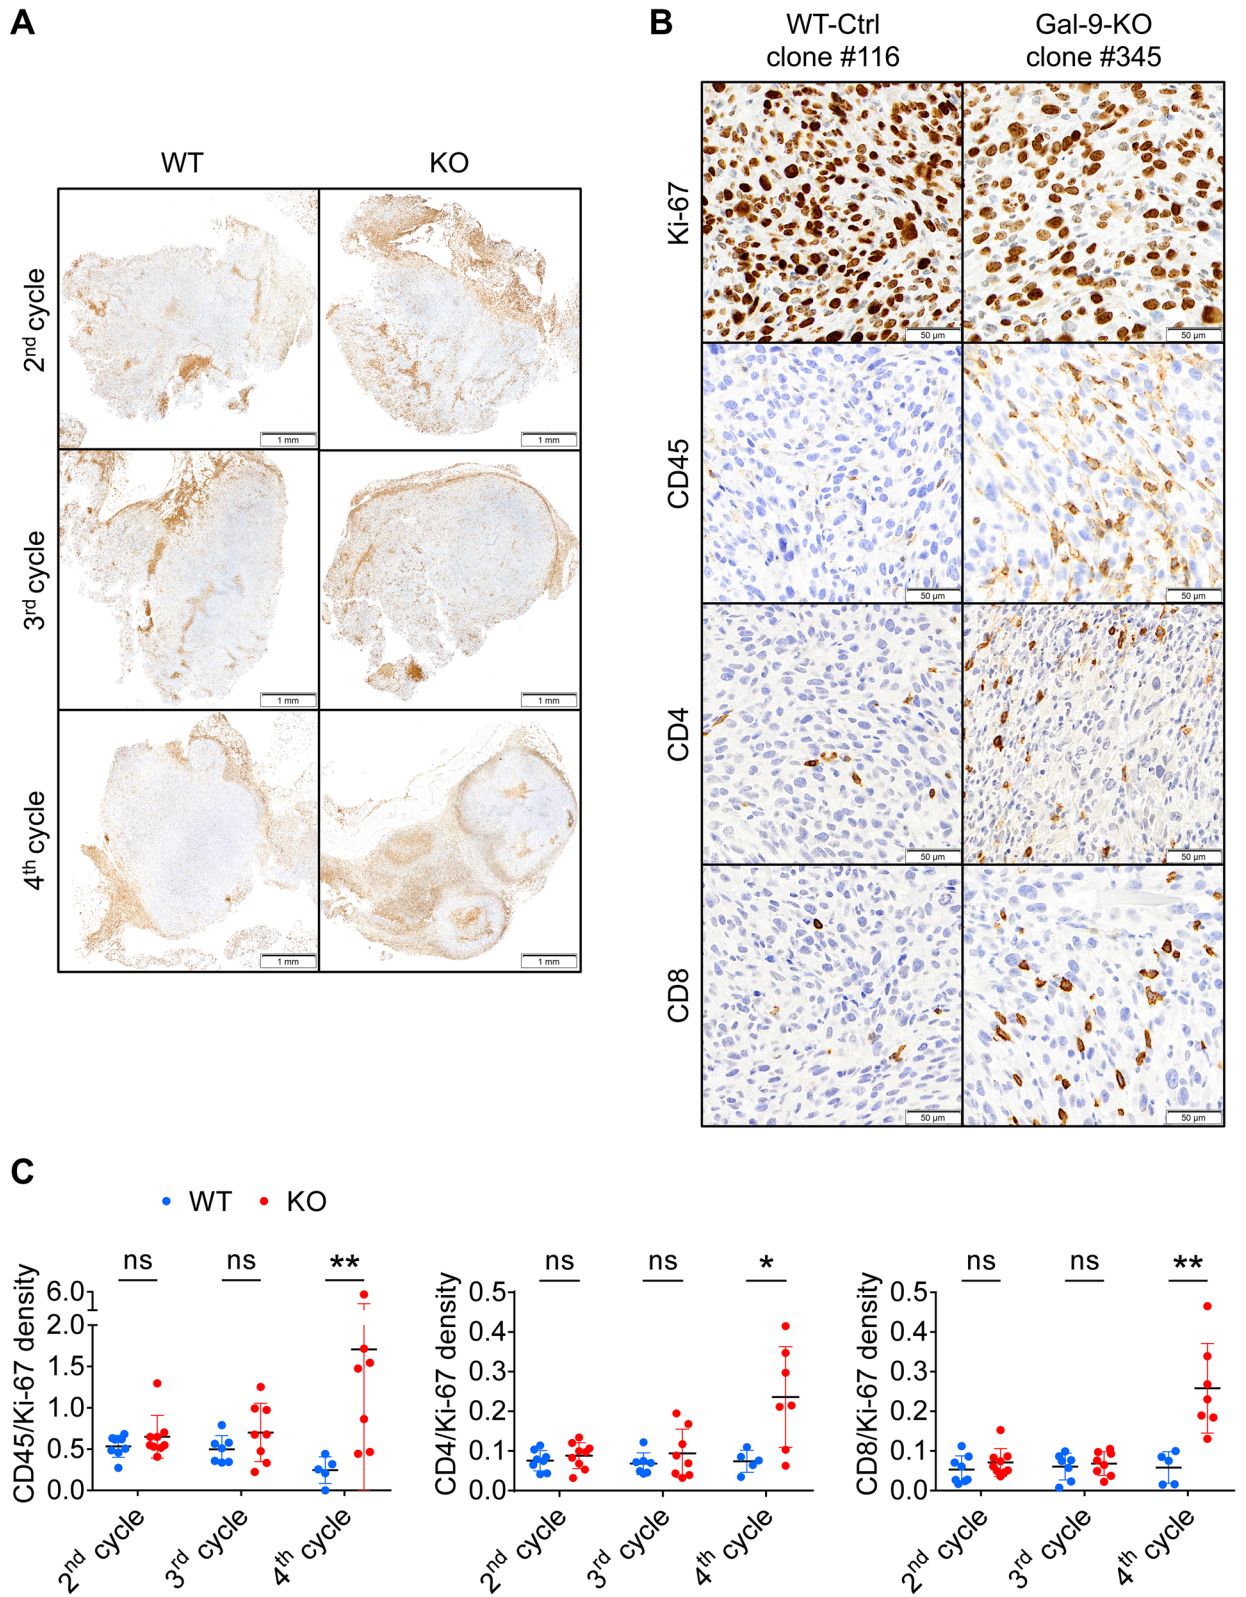 A
WT KO
2nd cycle
1 mm 1 mm
3rd cycle
1 mm 1 mm
4th cycle
1 mm 1 mm
B
WT-Ctrl Gal-9-KO
clone #116 clone #345
Ki-67
50 µm 50 µm
CD45
50 µm 50 µm
CD4
50 µm 50 µm
CD8
50 µm 50 µm
C
WT KO
CD45/Ki-67 density
ns ns **
6.0
2.0
1.5
1.0
0.5
0.0
2nd cycle 3rd cycle 4th cycle
CD4/Ki-67 density
ns ns *
0.5
0.4
0.3
0.2
0.1
0.0
2nd cycle 3rd cycle 4th cycle
CD8/Ki-67 density
ns ns **
0.5
0.4
0.3
0.2
0.1
0.0
2nd cycle 3rd cycle 4th cycle